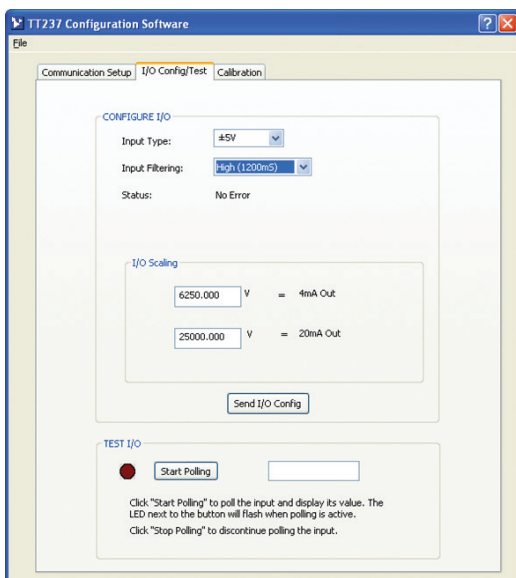 TT237 Configuration Software
File
Communication Setup I/O Config/Test Calibration
CONFIGURE I/O
Input Type: ±5V
Input Filtering: High (1200mS)
Status: No Error
I/O Scaling
6250.000 V = 4mA Out
25000.000 V = 20mA Out
Send I/O Config
TEST I/O
Start Polling
Click "Start Polling" to poll the input and display its value. The
LED next to the button will flash when polling is active.
Click "Stop Polling" to discontinue polling the input.